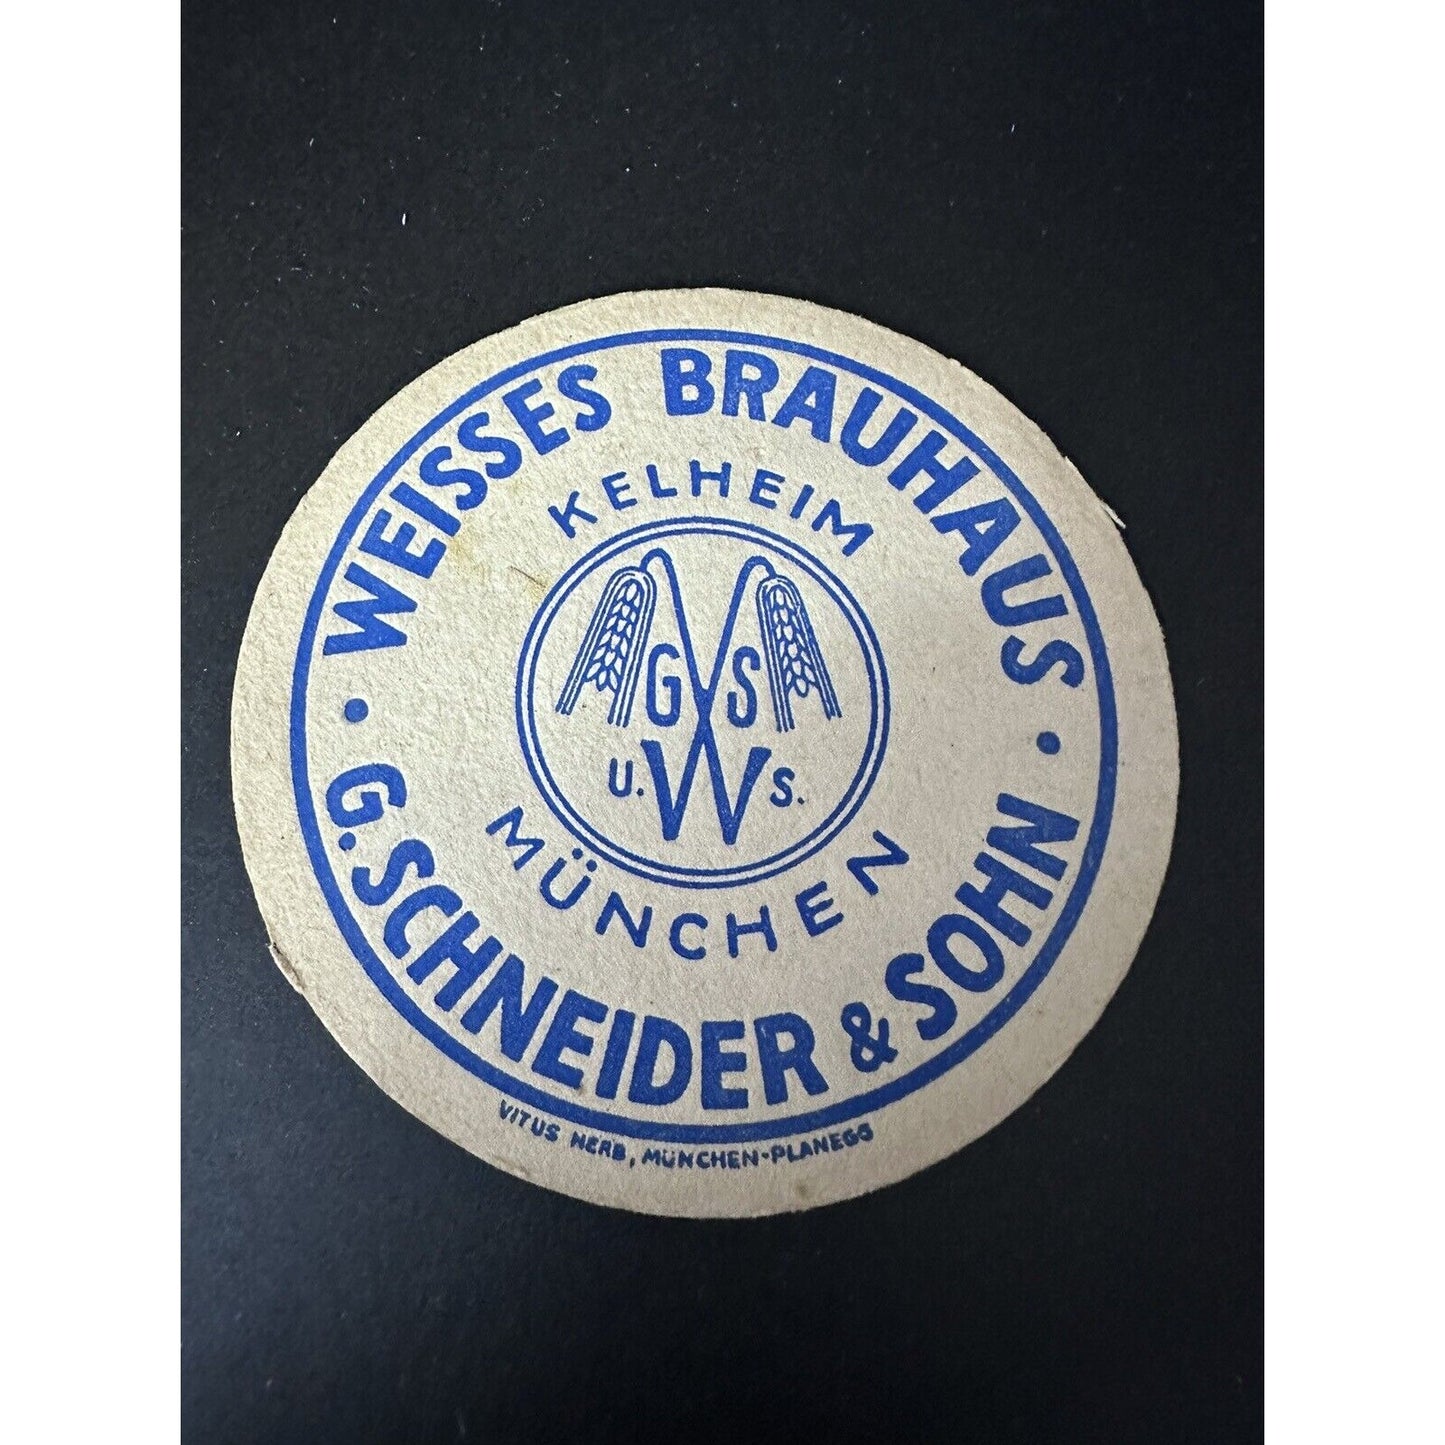 WEISSES BRAUHAUS
KELHEIM
G S
U. W S.
MÜNCHEN
G. SCHNEIDER & SOHN
VITUS NERB, MÜNCHEN-PLANEGG